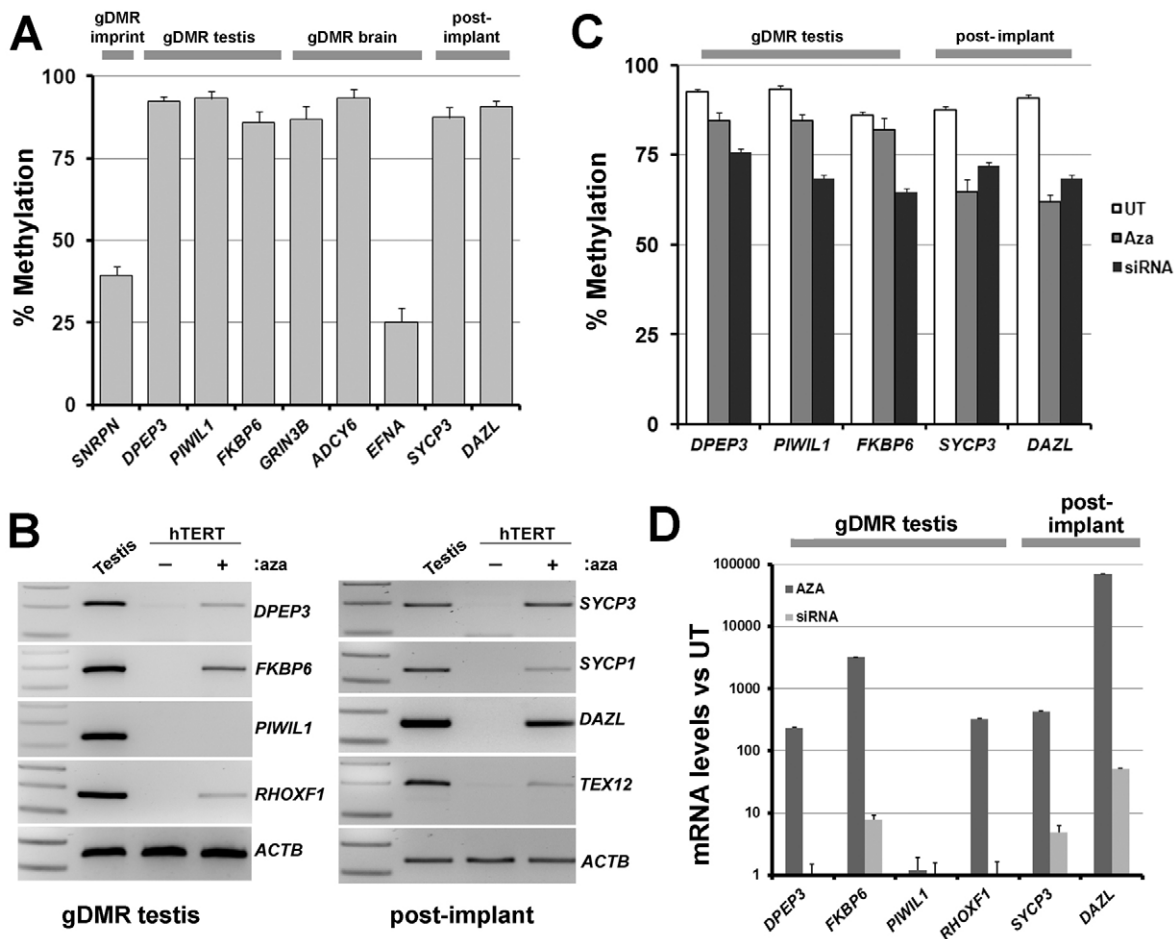 A
gDMR imprint
gDMR testis
gDMR brain
post-implant
% Methylation
100
75
50
25
0
SNRPN
DPEP3
PIWIL1
FKBP6
GRIN3B
ADCY6
EFNA
SYCP3
DAZL
B
Testis
hTERT
– + :aza
DPEP3
FKBP6
PIWIL1
RHOXF1
ACTB
gDMR testis
Testis
hTERT
– + :aza
SYCP3
SYCP1
DAZL
TEX12
ACTB
post-implant
C
gDMR testis
post-implant
% Methylation
100
75
50
25
0
DPEP3
PIWIL1
FKBP6
SYCP3
DAZL
UT
Aza
siRNA
D
gDMR testis
post-
implant
mRNA levels vs UT
100000
10000
1000
100
10
1
AZA
siRNA
DPEP3
FKBP6
PIWIL1
RHOXF1
SYCP3
DAZL